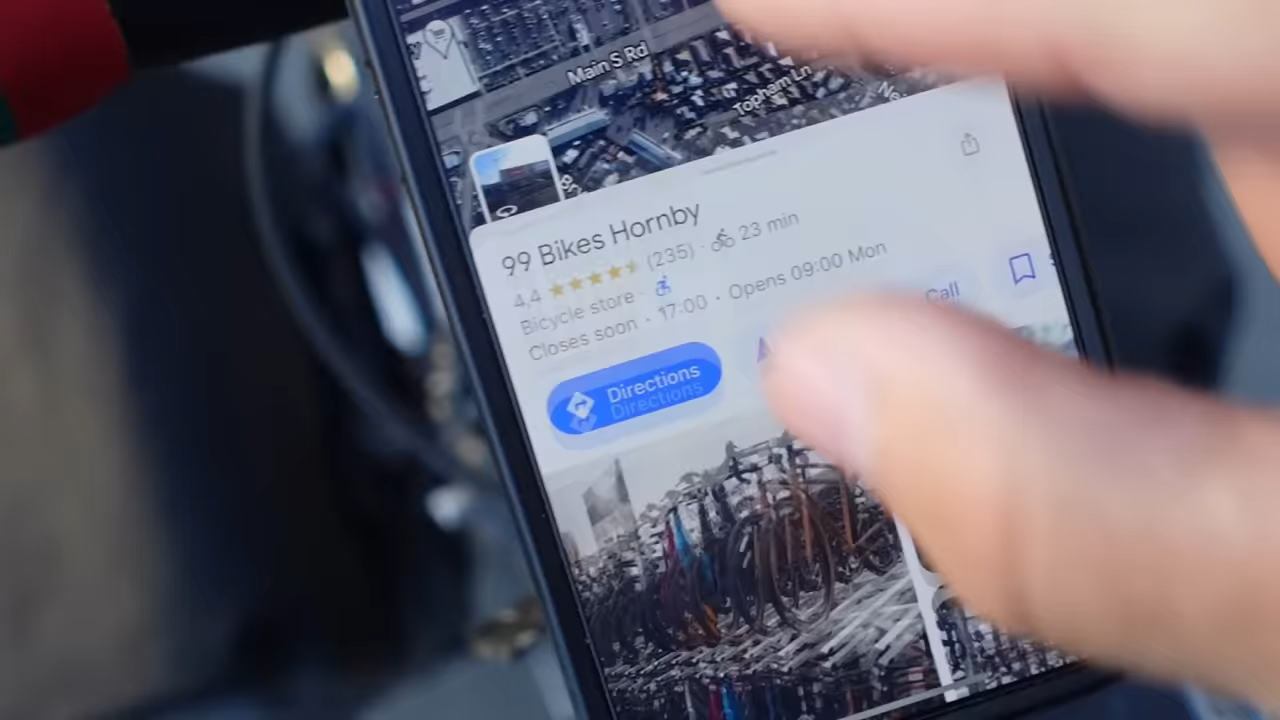 Main S Rd
Topham Ln
99 Bikes Hornby
4,4 (235) · 23 min
Bicycle store ·
Closes soon · 17:00 · Opens 09:00 Mon
Directions
Call